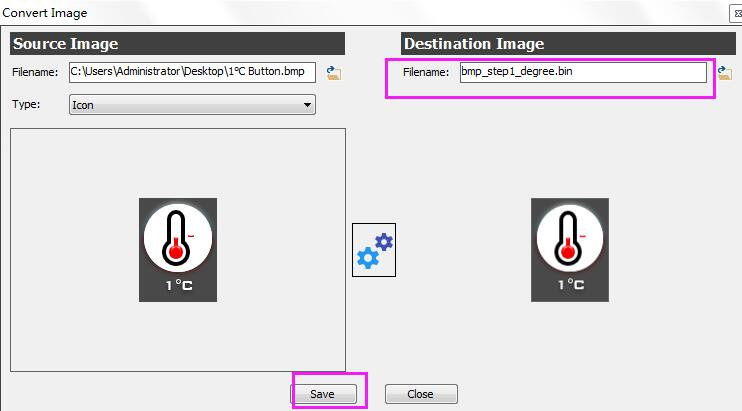 Convert Image
Source Image
Destination Image
Filename: C:\Users\Administrator\Desktop\1°C Button.bmp
Filename: bmp_step1_degree.bin
Type: Icon
1°C
1°C
Save
Close